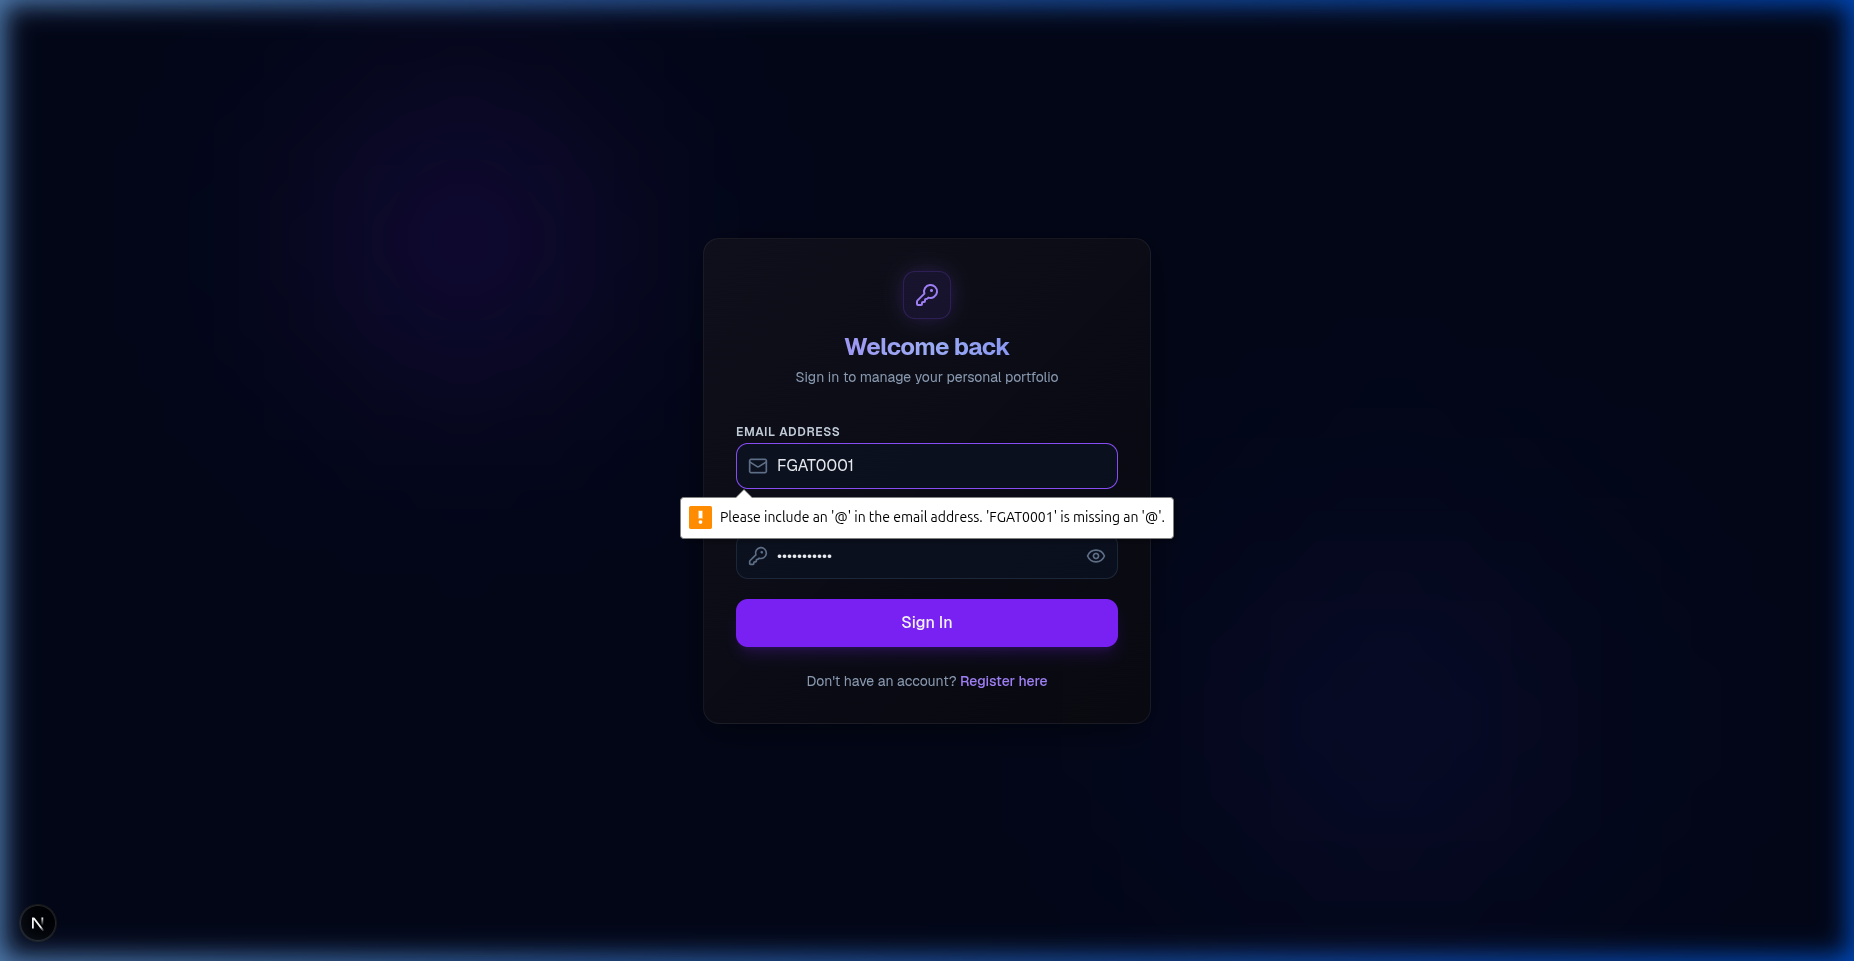 Welcome back
Sign in to manage your personal portfolio
EMAIL ADDRESS
FGAT0001
Please include an '@' in the email address. 'FGAT0001' is missing an '@'.
•••••••••••
Sign In
Don't have an account? Register here
N